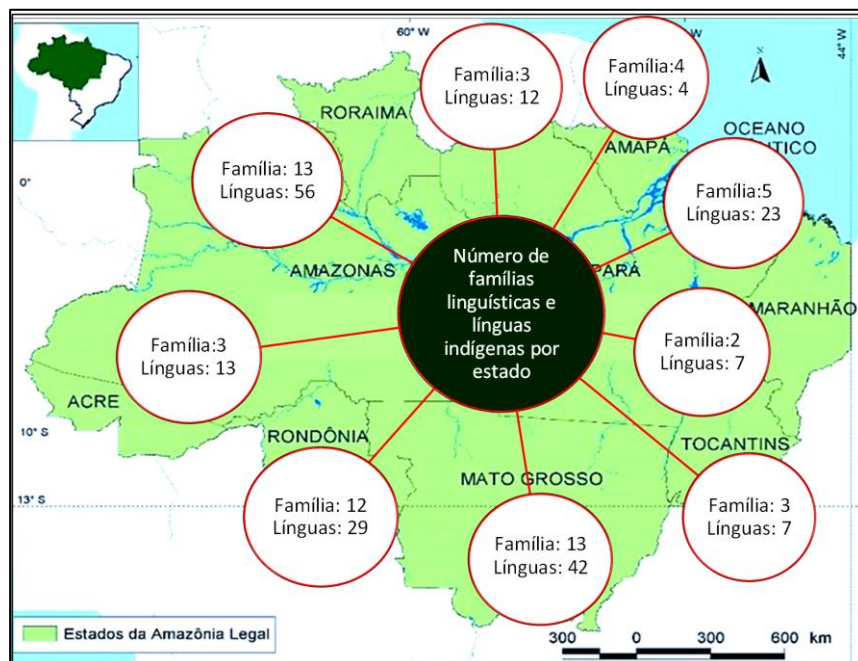 60° W
W
44° W
N
Família:3
Línguas: 12
Família:4
Línguas: 4
RORAIMA
AMAPÁ
OCEANO
NTICO
0°
Família: 13
Línguas: 56
Família:5
Línguas: 23
AMAZONAS
PARÁ
Número de
famílias
linguísticas e
línguas
indígenas por
estado
MARANHÃO
Família:3
Línguas: 13
Família:2
Línguas: 7
ACRE
10° S
RONDÔNIA
TOCANTINS
MATO GROSSO
13° S
Família: 12
Línguas: 29
Família: 13
Línguas: 42
Família: 3
Línguas: 7
Estados da Amazônia Legal
300 0 300 600 km